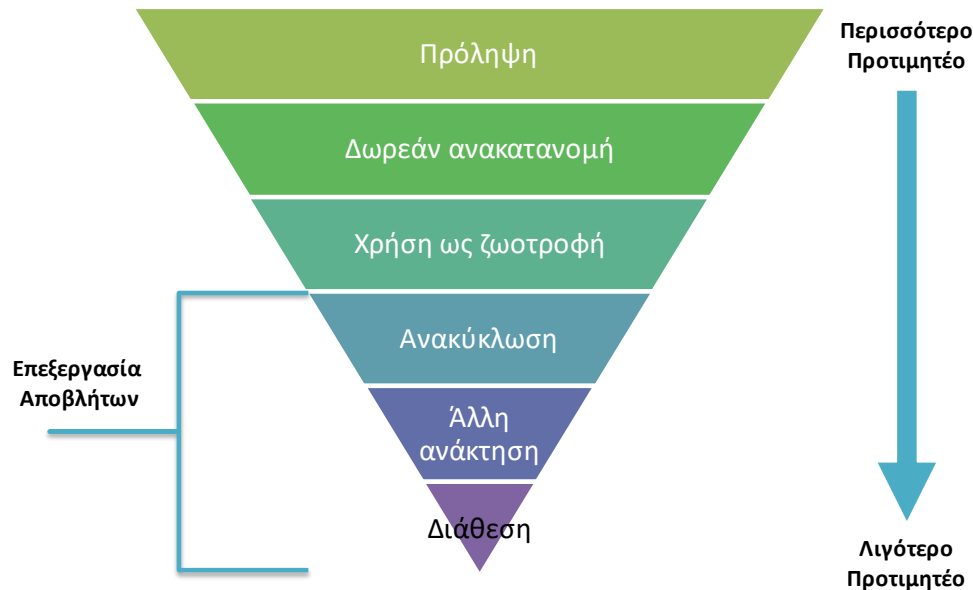 Πρόληψη
Δωρεάν ανακατανομή
Χρήση ως ζωοτροφή
Ανακύκλωση
Άλλη
ανάκτηση
Διάθεση
Επεξεργασία
Αποβλήτων
Περισσότερο
Προτιμητέο
Λιγότερο
Προτιμητέο